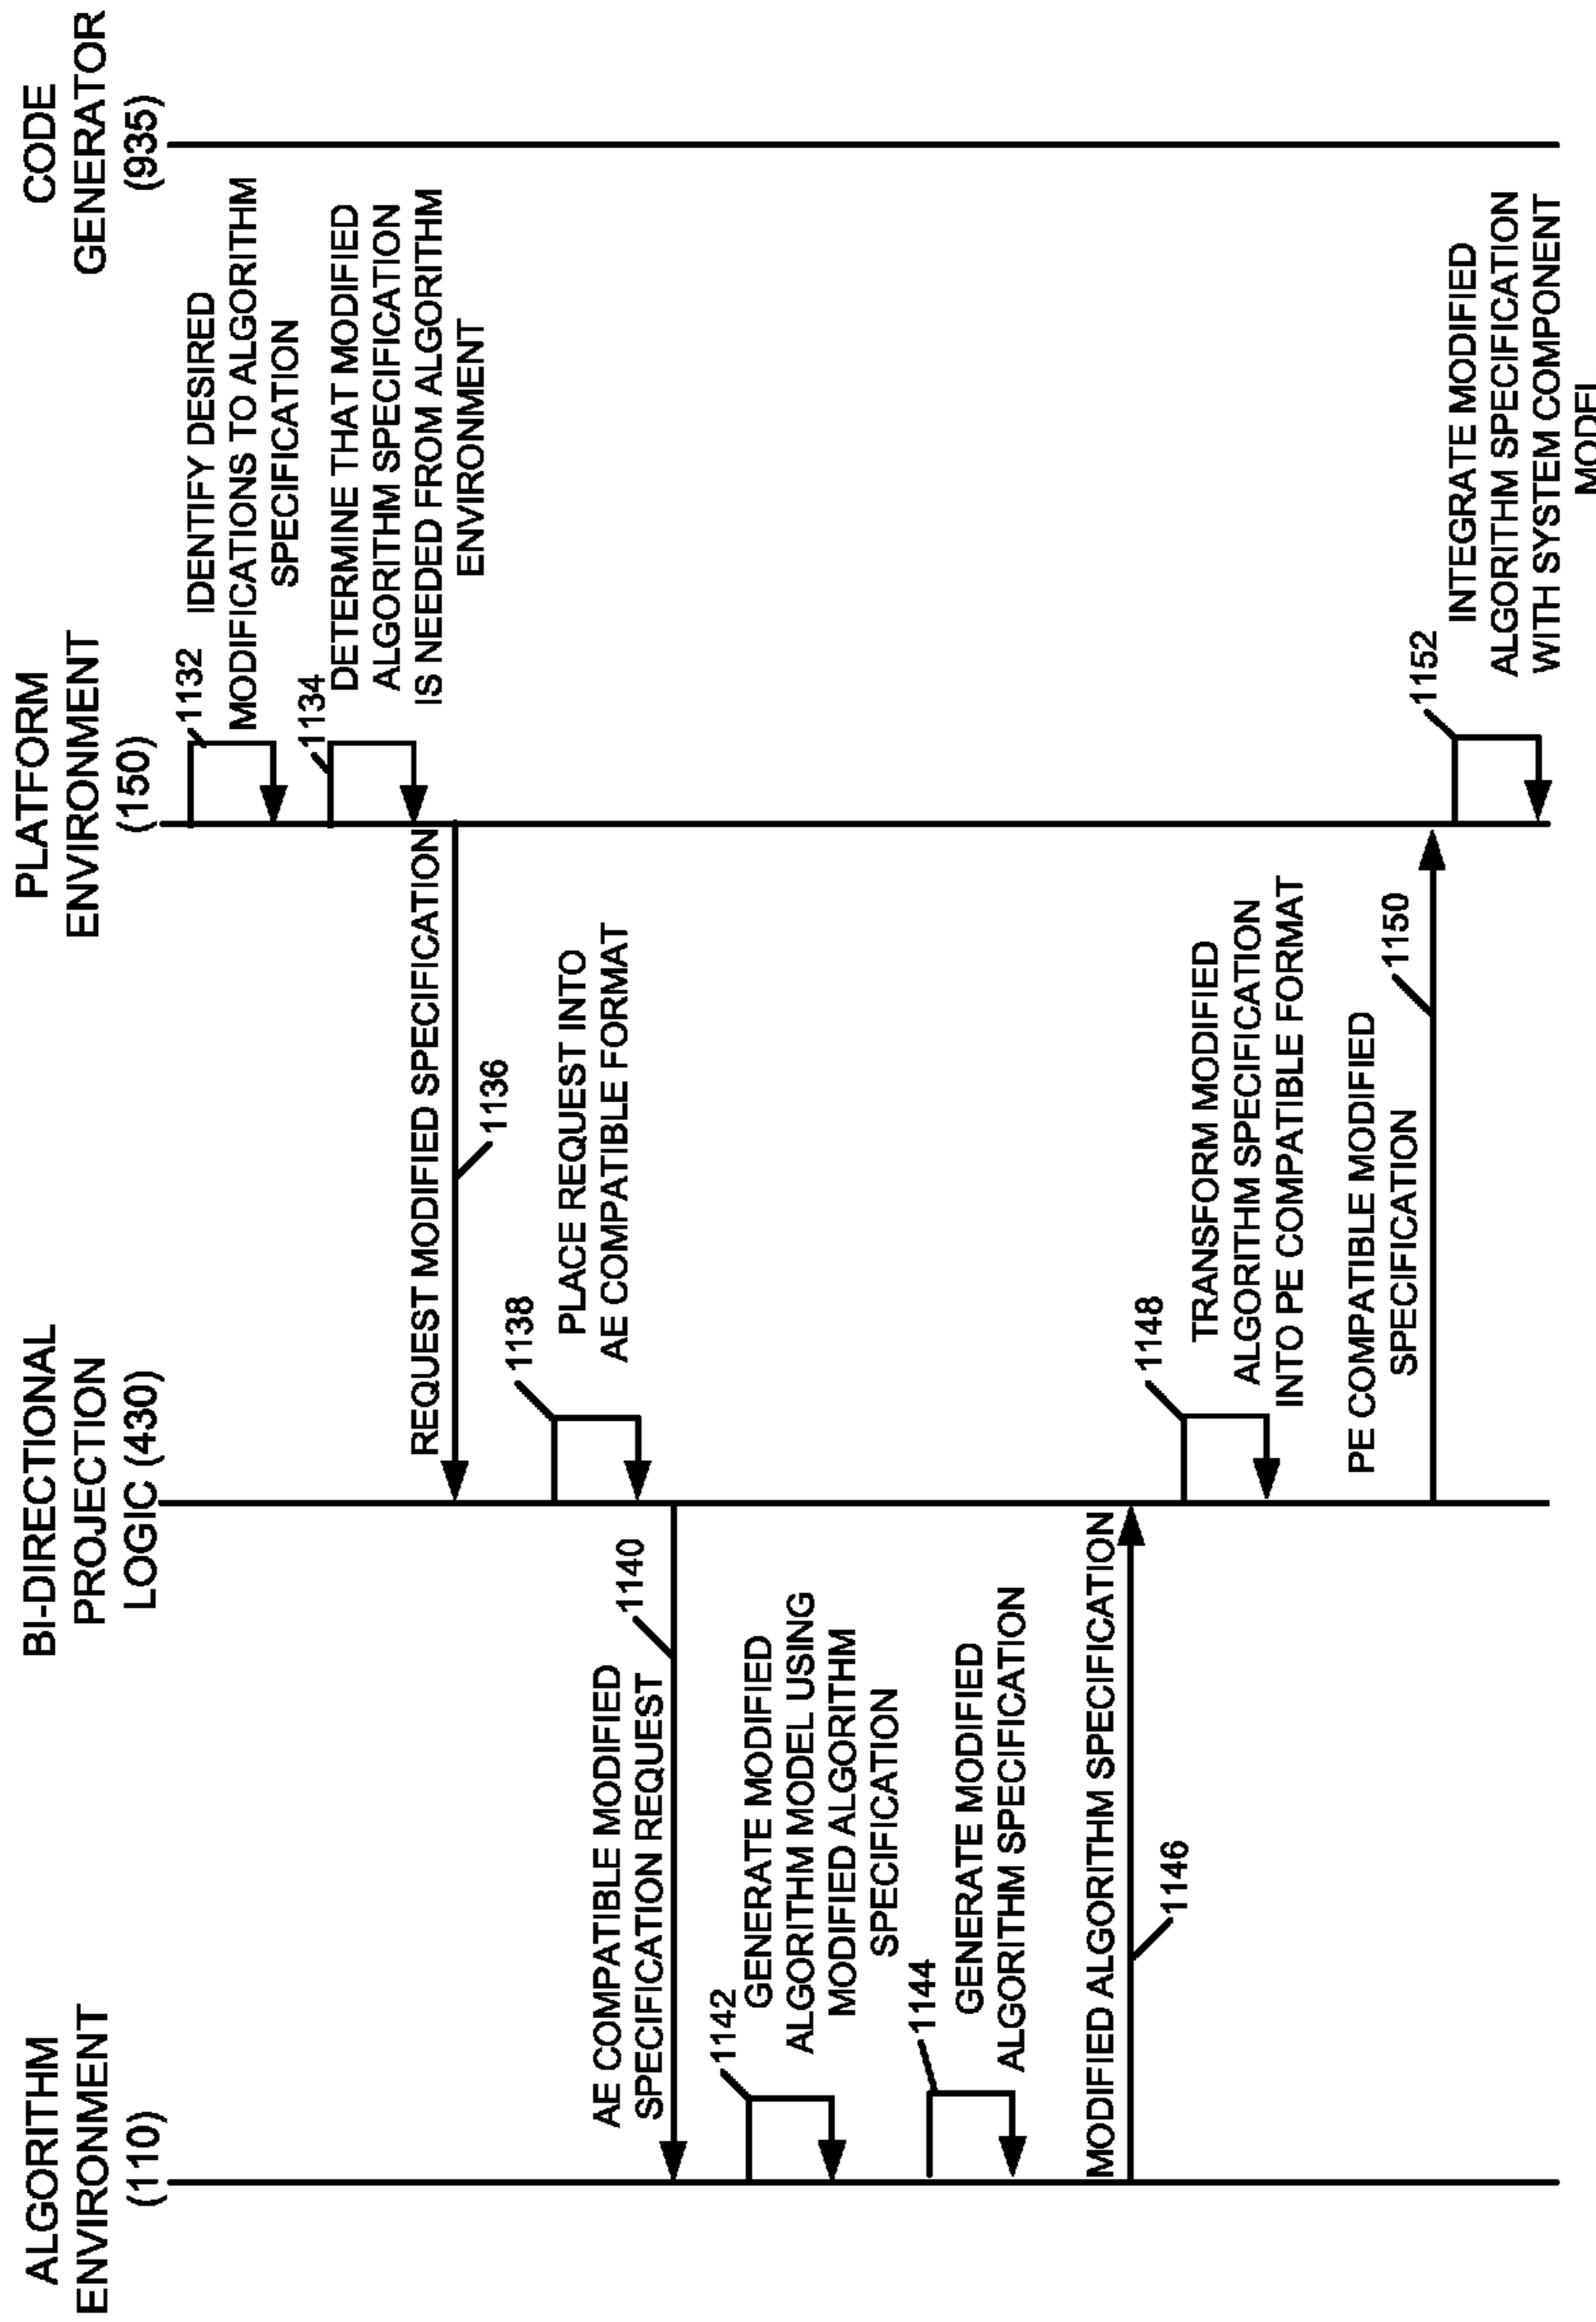 ALGORITHM
ENVIRONMENT
(110)
BI-DIRECTIONAL
PROJECTION
LOGIC (430)
PLATFORM
ENVIRONMENT
(150)
CODE
GENERATOR
(935)
1132
IDENTIFY DESIRED
MODIFICATIONS TO ALGORITHM
SPECIFICATION
1134
DETERMINE THAT MODIFIED
ALGORITHM SPECIFICATION
IS NEEDED FROM ALGORITHM
ENVIRONMENT
REQUEST MODIFIED SPECIFICATION
1136
1138
PLACE REQUEST INTO
AE COMPATIBLE FORMAT
AE COMPATIBLE MODIFIED
SPECIFICATION REQUEST
1140
1142
GENERATE MODIFIED
ALGORITHM MODEL USING
MODIFIED ALGORITHM
SPECIFICATION
1144
GENERATE MODIFIED
ALGORITHM SPECIFICATION
MODIFIED ALGORITHM SPECIFICATION
1146
1148
TRANSFORM MODIFIED
ALGORITHM SPECIFICATION
INTO PE COMPATIBLE FORMAT
PE COMPATIBLE MODIFIED
SPECIFICATION
1150
1152
INTEGRATE MODIFIED
ALGORITHM SPECIFICATION
WITH SYSTEM COMPONENT
MODEL